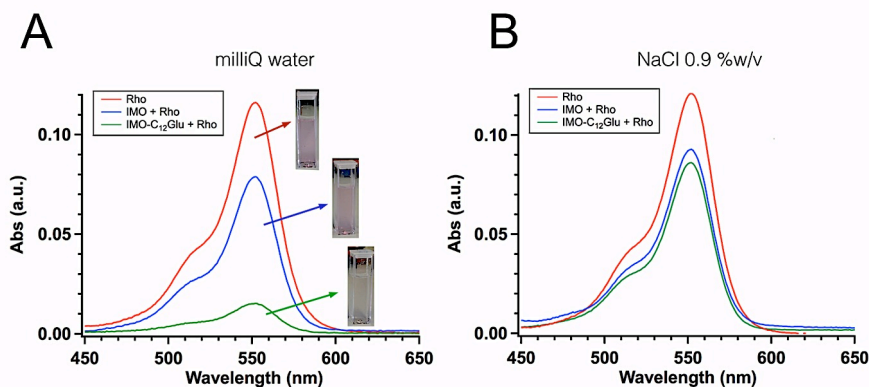 A
milliQ water
Rho
IMO + Rho
IMO-C₁₂Glu + Rho
0.10
0.05
0.00
Abs (a.u.)
450 500 550 600 650
Wavelength (nm)
B
NaCl 0.9 %w/v
Rho
IMO + Rho
IMO-C₁₂Glu + Rho
0.10
0.05
0.00
Abs (a.u.)
450 500 550 600 650
Wavelength (nm)